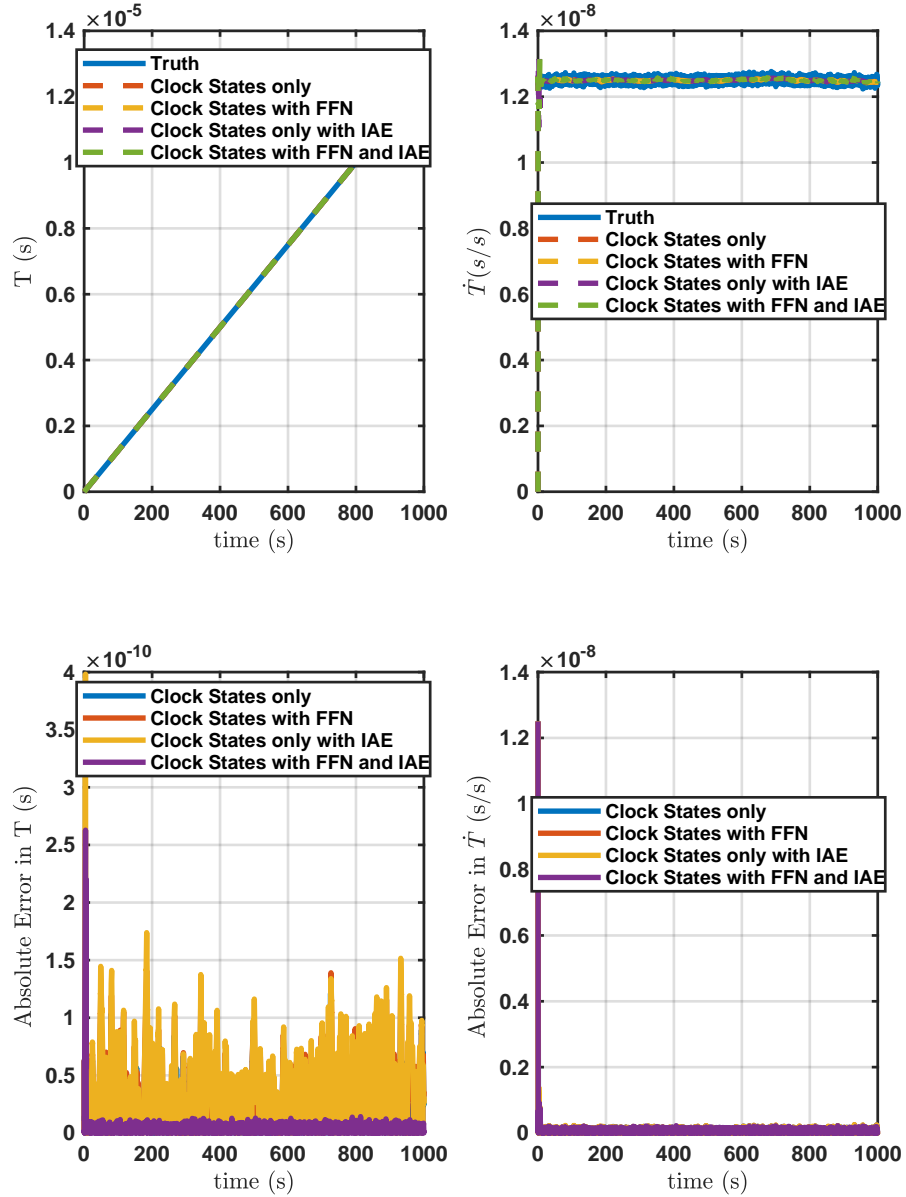 ×10^-5
1.4
1.2
1
0.8
0.6
0.4
0.2
0
T (s)
Truth
Clock States only
Clock States with FFN
Clock States only with IAE
Clock States with FFN and IAE
0 200 400 600 800 1000
time (s)
×10^-8
1.4
1.2
1
0.8
0.6
0.4
0.2
0
Ṫ(s/s)
Truth
Clock States only
Clock States with FFN
Clock States only with IAE
Clock States with FFN and IAE
0 200 400 600 800 1000
time (s)
×10^-10
4
3.5
3
2.5
2
1.5
1
0.5
0
Absolute Error in T (s)
Clock States only
Clock States with FFN
Clock States only with IAE
Clock States with FFN and IAE
0 200 400 600 800 1000
time (s)
×10^-8
1.4
1.2
1
0.8
0.6
0.4
0.2
0
Absolute Error in Ṫ (s/s)
Clock States only
Clock States with FFN
Clock States only with IAE
Clock States with FFN and IAE
0 200 400 600 800 1000
time (s)